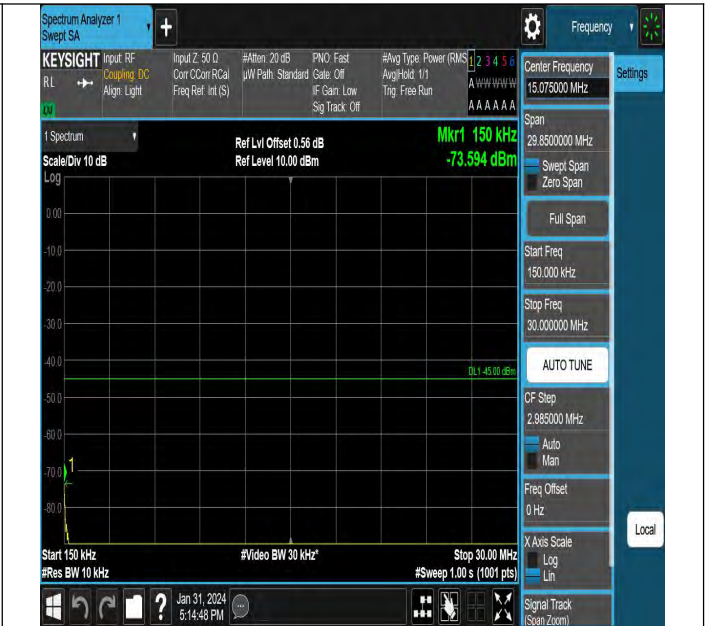 Spectrum Analyzer 1
Swept SA
+
Frequency
KEYSIGHT
RL
Input: RF
Coupling: DC
Align: Light
Input Z: 50 Ω
Corr CCorr RCal
Freq Ref: Int (S)
#Atten: 20 dB
µW Path: Standard
PNO: Fast
Gate: Off
IF Gain: Low
Sig Track: Off
#Avg Type: Power (RMS
Avg|Hold: 1/1
Trig: Free Run
1 2 3 4 5 6
A W W W W W
A A A A A A
1 Spectrum
Scale/Div 10 dB
Log
Ref Lvl Offset 0.56 dB
Ref Level 10.00 dBm
Mkr1 150 kHz
-73.594 dBm
0.00
-10.0
-20.0
-30.0
-40.0
-50.0
-60.0
-70.0
-80.0
DL1 -45.00 dBm
1
Start 150 kHz
#Res BW 10 kHz
#Video BW 30 kHz*
Stop 30.00 MHz
#Sweep 1.00 s (1001 pts)
Center Frequency
15.075000 MHz
Settings
Span
29.8500000 MHz
Swept Span
Zero Span
Full Span
Start Freq
150.000 kHz
Stop Freq
30.000000 MHz
AUTO TUNE
CF Step
2.985000 MHz
Auto
Man
Freq Offset
0 Hz
X Axis Scale
Log
Lin
Signal Track
(Span Zoom)
Local
?
Jan 31, 2024
5:14:48 PM